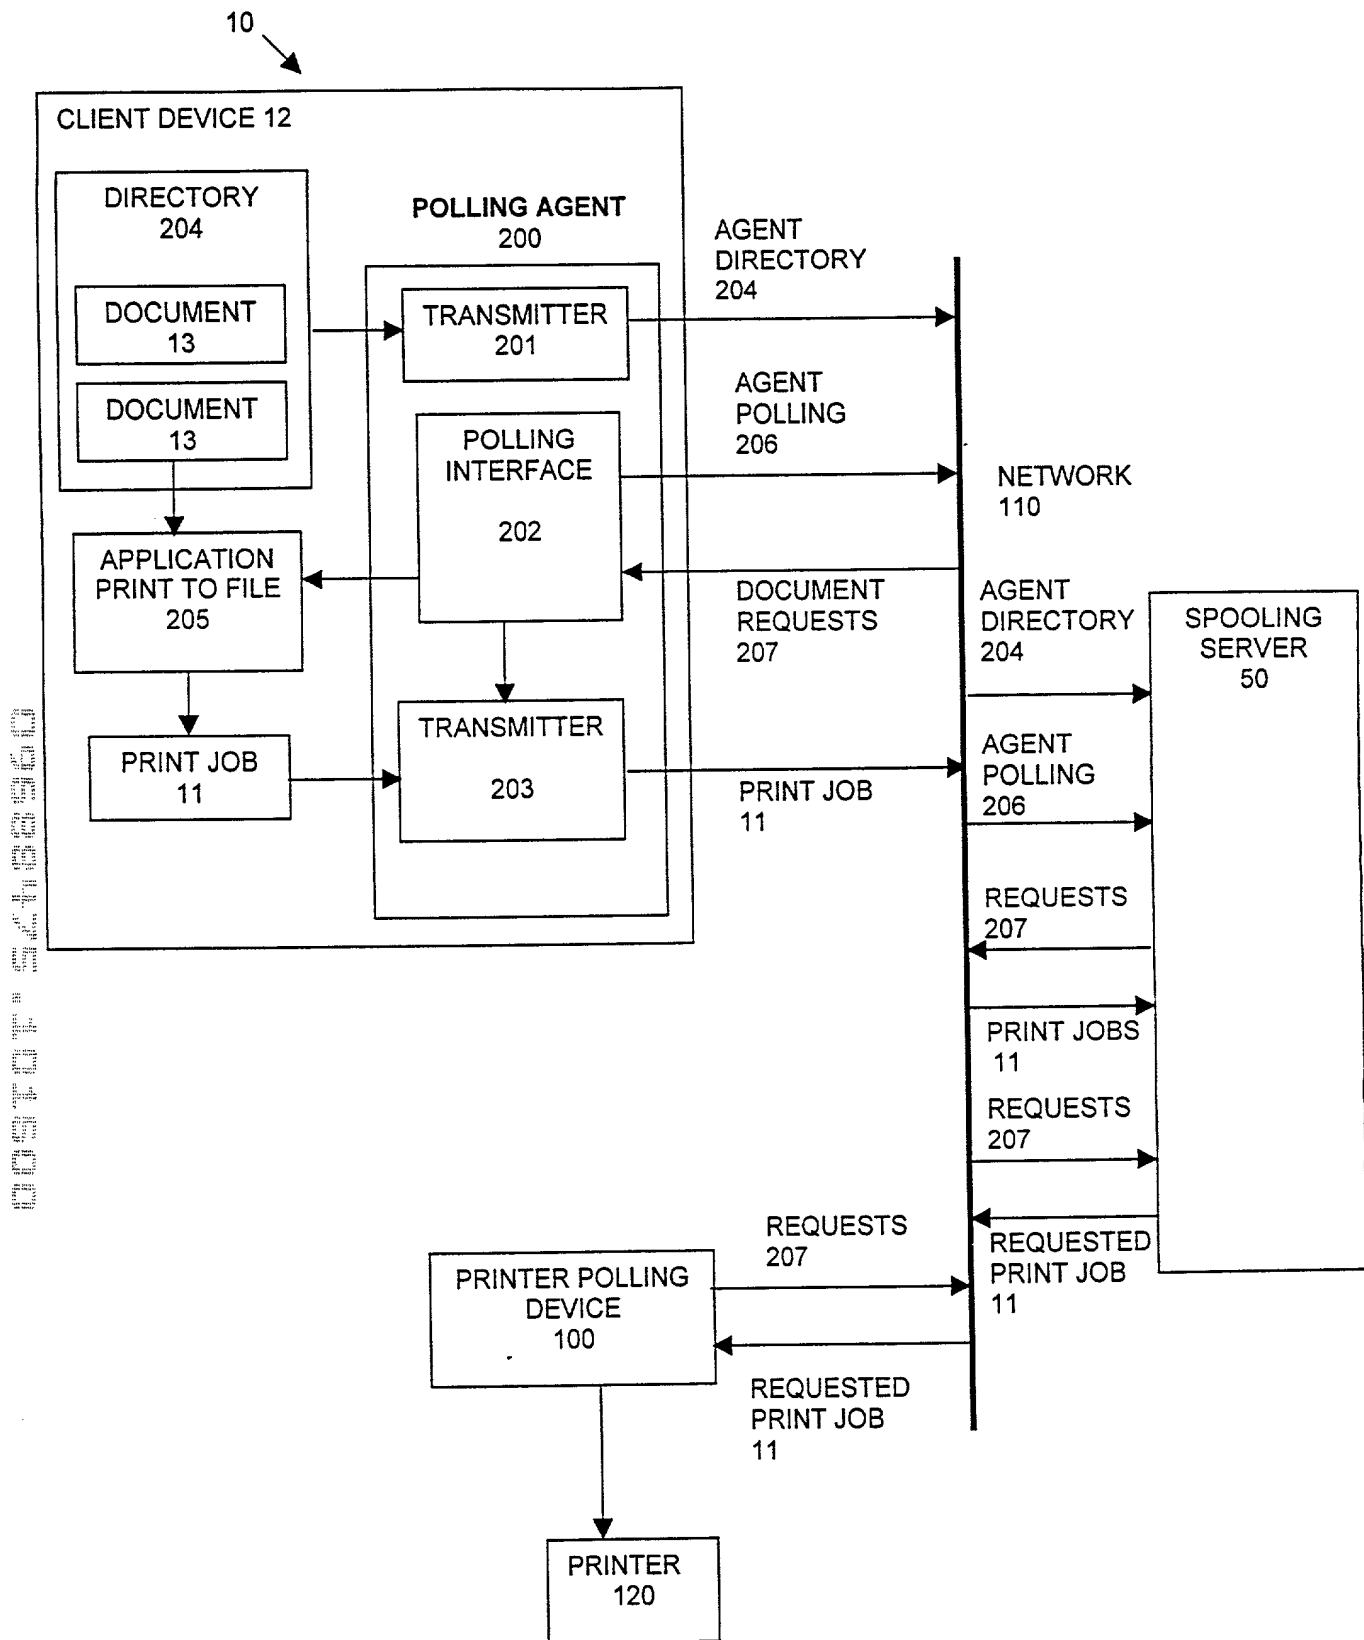 10
CLIENT DEVICE 12
DIRECTORY
204
DOCUMENT
13
DOCUMENT
13
APPLICATION
PRINT TO FILE
205
PRINT JOB
11
POLLING AGENT
200
TRANSMITTER
201
POLLING
INTERFACE
202
TRANSMITTER
203
AGENT
DIRECTORY
204
AGENT
POLLING
206
DOCUMENT
REQUESTS
207
PRINT JOB
11
NETWORK
110
AGENT
DIRECTORY
204
AGENT
POLLING
206
REQUESTS
207
PRINT JOBS
11
REQUESTS
207
REQUESTED
PRINT JOB
11
SPOOLING
SERVER
50
REQUESTS
207
PRINTER POLLING
DEVICE
100
REQUESTED
PRINT JOB
11
PRINTER
120